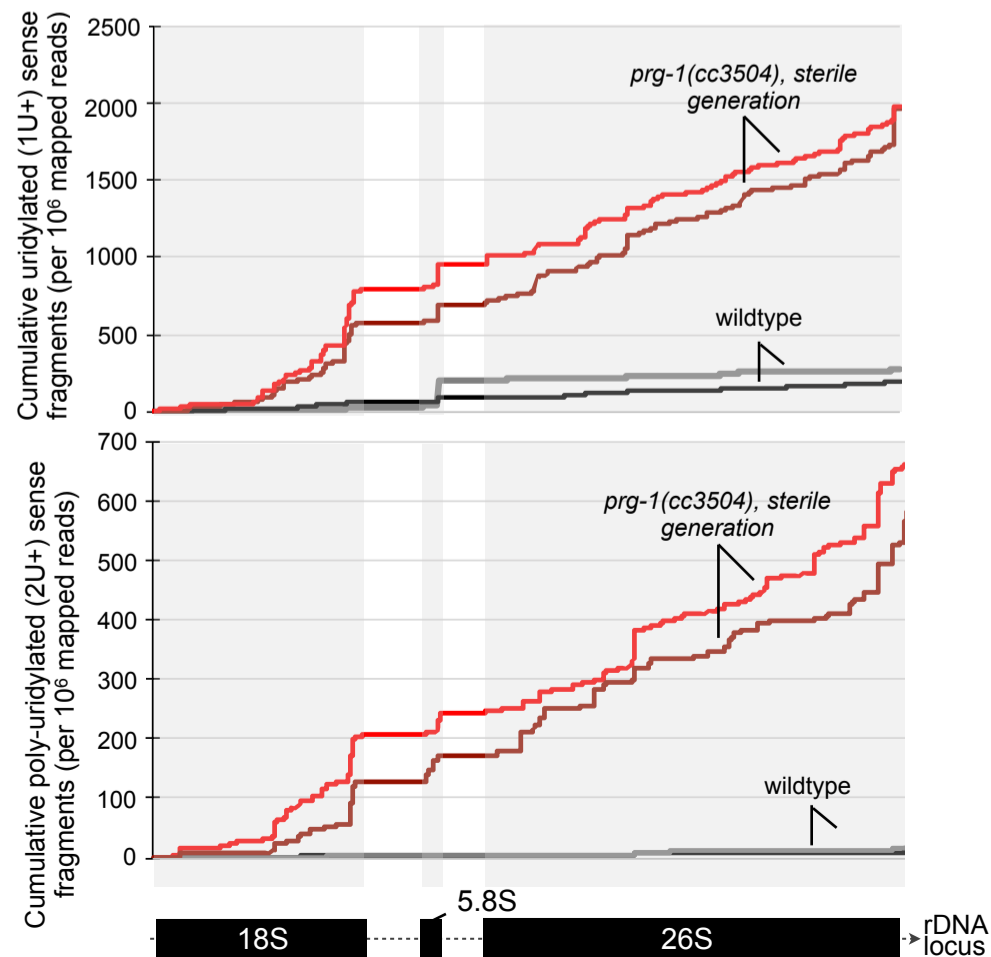 Cumulative uridylated (1U+) sense
fragments (per 10⁶ mapped reads)
2500
2000
1500
1000
500
0
prg-1(cc3504), sterile
generation
wildtype
Cumulative poly-uridylated (2U+) sense
fragments (per 10⁶ mapped reads)
700
600
500
400
300
200
100
0
prg-1(cc3504), sterile
generation
wildtype
5.8S
18S
26S
rDNA
locus